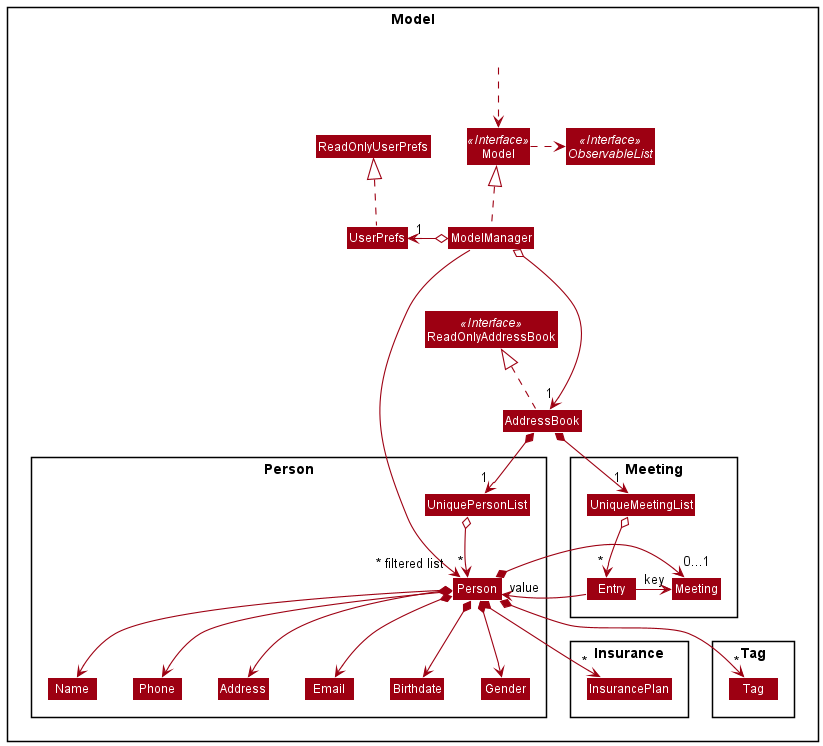 Model
«Interface»
Model
«Interface»
ObservableList
ReadOnlyUserPrefs
UserPrefs
1
ModelManager
«Interface»
ReadOnlyAddressBook
1
AddressBook
Person
Meeting
1
UniquePersonList
1
UniqueMeetingList
* filtered list
*
*
0...1
Person
value
Entry
key
Meeting
Insurance
Tag
*
*
Name
Phone
Address
Email
Birthdate
Gender
InsurancePlan
Tag